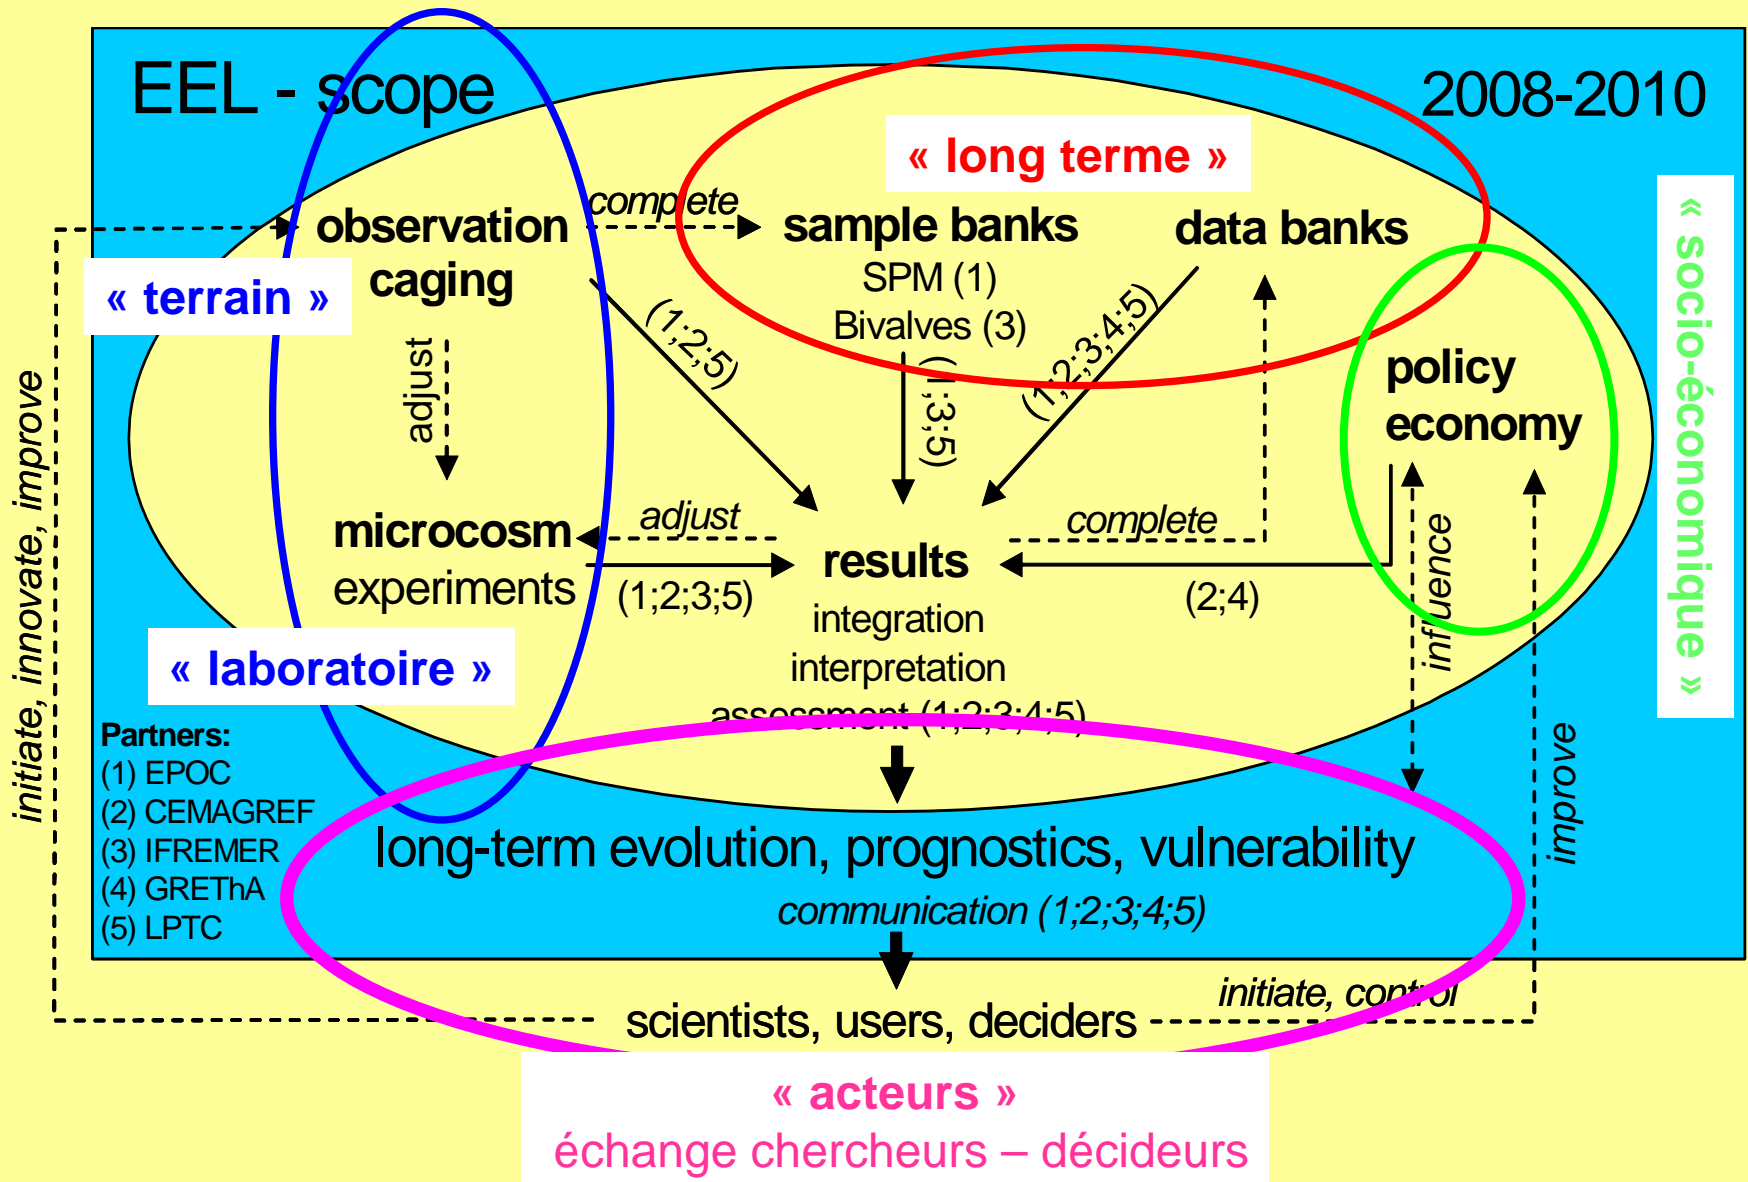 EEL - scope
2008-2010
« long terme »
complete
observation
caging
sample banks
SPM (1)
Bivalves (3)
data banks
« terrain »
« socio-économique »
(1;2;5)
(1;3;5)
(1;2;3;4;5)
adjust
policy
economy
initiate, innovate, improve
microcosm
experiments
adjust
(1;2;3;5)
results
integration
interpretation
assessment (1;2;3;4;5)
complete
(2;4)
influence
improve
« laboratoire »
Partners:
(1) EPOC
(2) CEMAGREF
(3) IFREMER
(4) GREThA
(5) LPTC
long-term evolution, prognostics, vulnerability
communication (1;2;3;4;5)
initiate, control
scientists, users, deciders
« acteurs »
échange chercheurs – décideurs